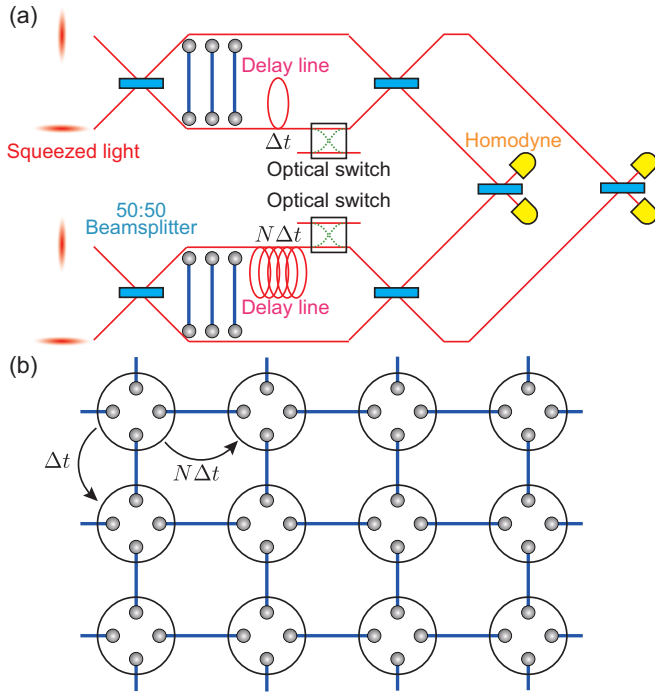 (a)
Delay line
Δt
Optical switch
Squeezed light
Homodyne
Optical switch
50:50
Beamsplitter
NΔt
Delay line
(b)
Δt
NΔt